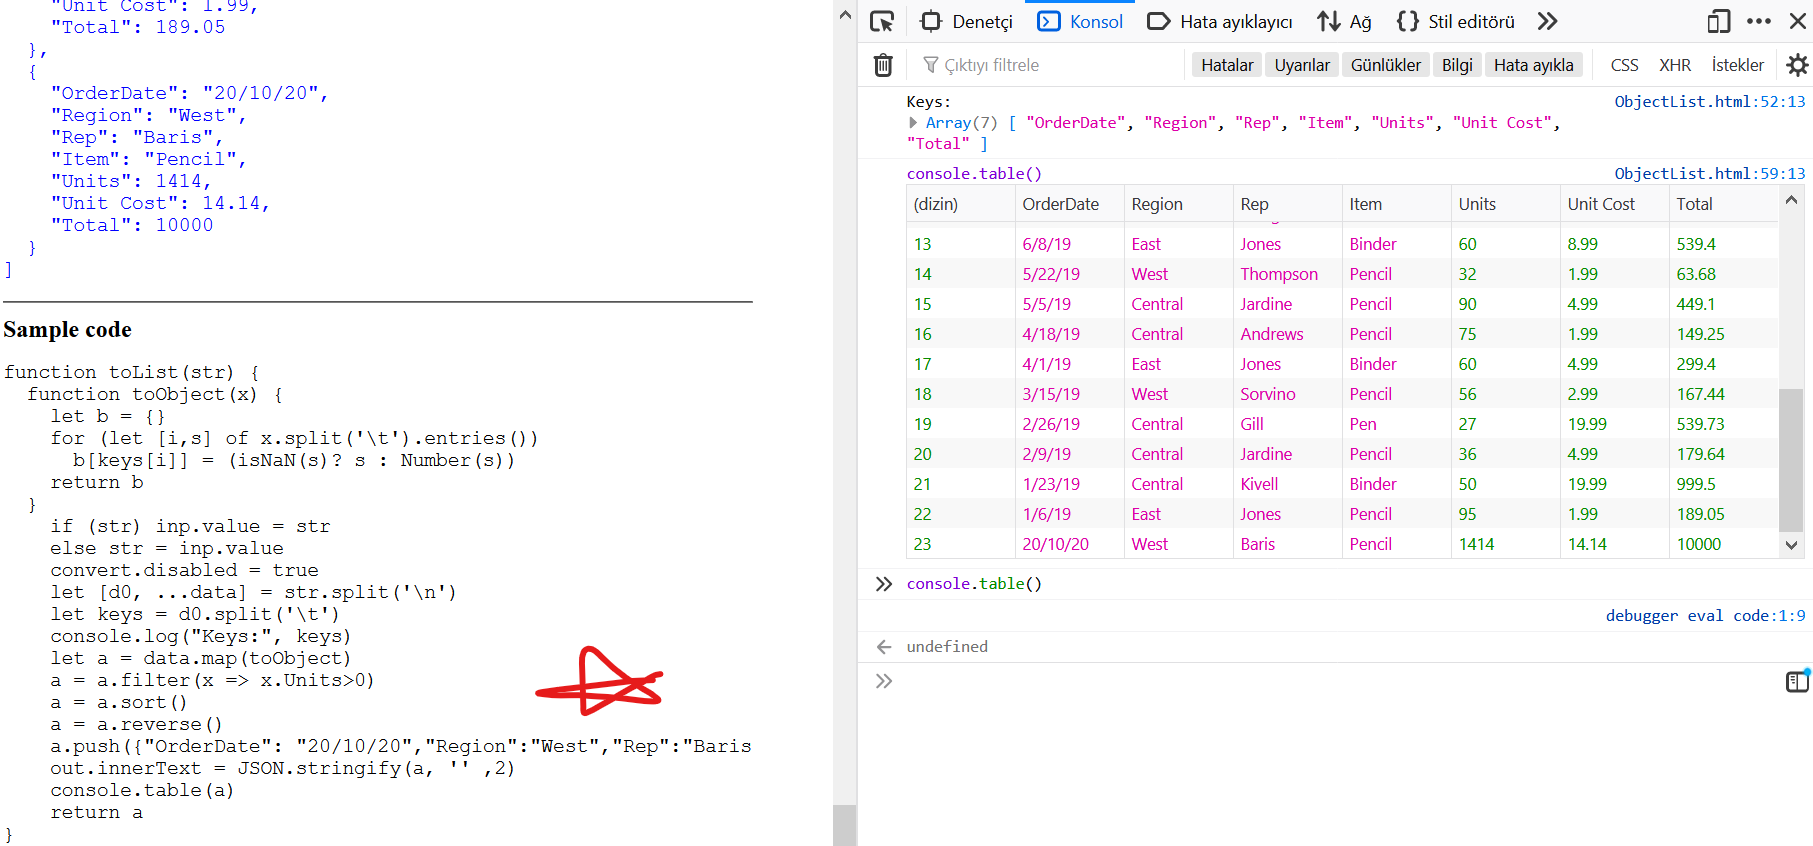 "Unit Cost": 1.99,
"Total": 189.05
},
{
"OrderDate": "20/10/20",
"Region": "West",
"Rep": "Baris",
"Item": "Pencil",
"Units": 1414,
"Unit Cost": 14.14,
"Total": 10000
}
]
Sample code
function toList(str) {
function toObject(x) {
let b = {}
for (let [i,s] of x.split('\t').entries())
b[keys[i]] = (isNaN(s)? s : Number(s))
return b
}
if (str) inp.value = str
else str = inp.value
convert.disabled = true
let [d0, ...data] = str.split('\n')
let keys = d0.split('\t')
console.log("Keys:", keys)
let a = data.map(toObject)
a = a.filter(x => x.Units>0)
a = a.sort()
a = a.reverse()
a.push({"OrderDate": "20/10/20","Region":"West","Rep":"Baris
out.innerText = JSON.stringify(a, '' ,2)
console.table(a)
return a
}
Denetçi Konsol Hata ayıklayıcı Ağ Stil editörü
Çıktıyı filtrele Hatalar Uyarılar Günlükler Bilgi Hata ayıkla CSS XHR İstekler
Keys: ObjectList.html:52:13
Array(7) [ "OrderDate", "Region", "Rep", "Item", "Units", "Unit Cost",
"Total" ]
console.table() ObjectList.html:59:13
(dizin) OrderDate Region Rep Item Units Unit Cost Total
13 6/8/19 East Jones Binder 60 8.99 539.4
14 5/22/19 West Thompson Pencil 32 1.99 63.68
15 5/5/19 Central Jardine Pencil 90 4.99 449.1
16 4/18/19 Central Andrews Pencil 75 1.99 149.25
17 4/1/19 East Jones Binder 60 4.99 299.4
18 3/15/19 West Sorvino Pencil 56 2.99 167.44
19 2/26/19 Central Gill Pen 27 19.99 539.73
20 2/9/19 Central Jardine Pencil 36 4.99 179.64
21 1/23/19 Central Kivell Binder 50 19.99 999.5
22 1/6/19 East Jones Pencil 95 1.99 189.05
23 20/10/20 West Baris Pencil 1414 14.14 10000
console.table()
debugger eval code:1:9
undefined